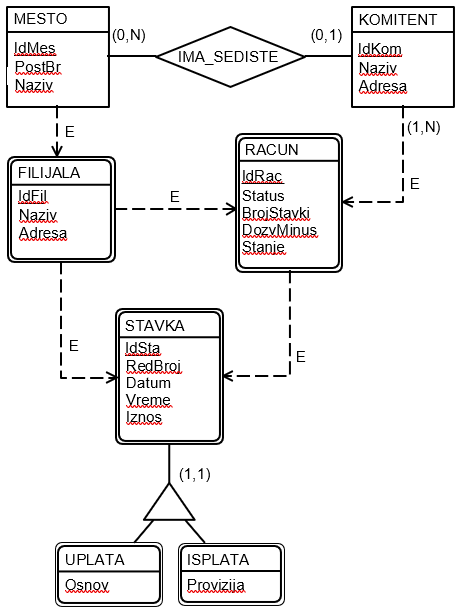 MESTO
IdMes
PostBr
Naziv
(0,N)
IMA_SEDISTE
(0,1)
KOMITENT
IdKom
Naziv
Adresa
E
(1,N)
FILIJALA
IdFil
Naziv
Adresa
E
RACUN
IdRac
Status
BrojStavki
DozvMinus
Stanje
E
E
STAVKA
IdSta
RedBroj
Datum
Vreme
Iznos
E
(1,1)
UPLATA
Osnov
ISPLATA
Provizija